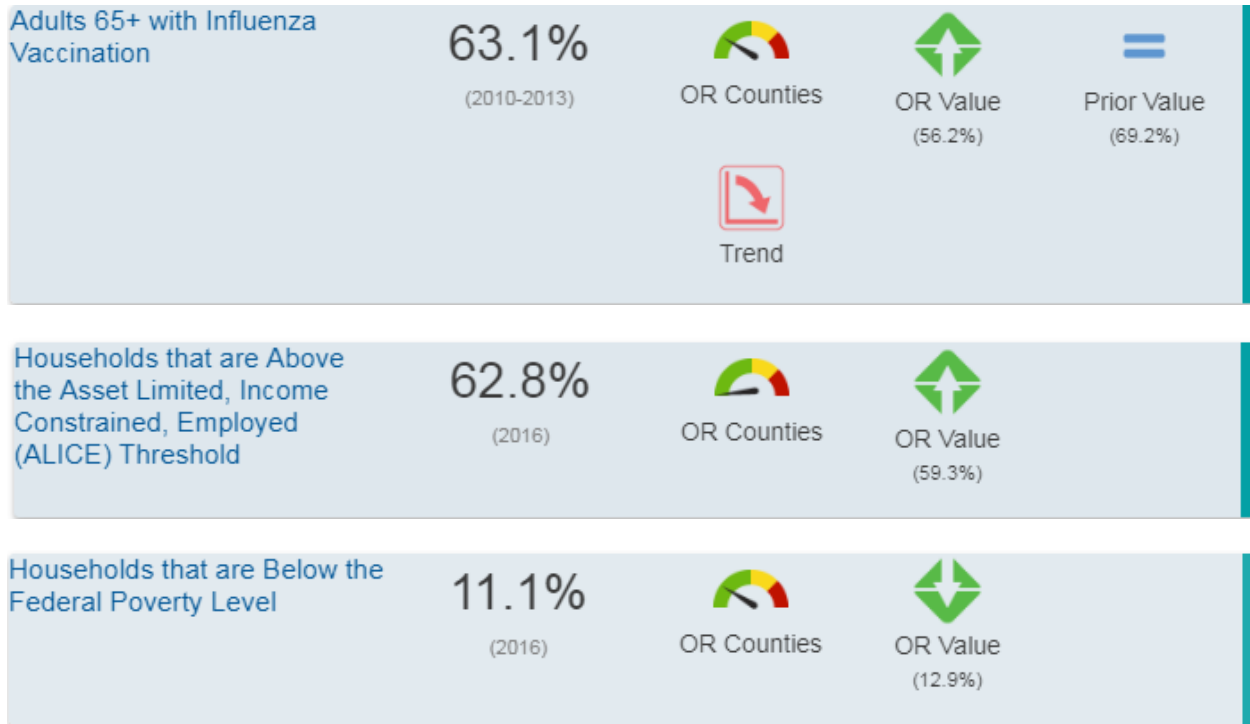 Adults 65+ with Influenza
Vaccination
63.1%
(2010-2013)
OR Counties
OR Value
(56.2%)
Prior Value
(69.2%)
Trend
Households that are Above
the Asset Limited, Income
Constrained, Employed
(ALICE) Threshold
62.8%
(2016)
OR Counties
OR Value
(59.3%)
Households that are Below the
Federal Poverty Level
11.1%
(2016)
OR Counties
OR Value
(12.9%)